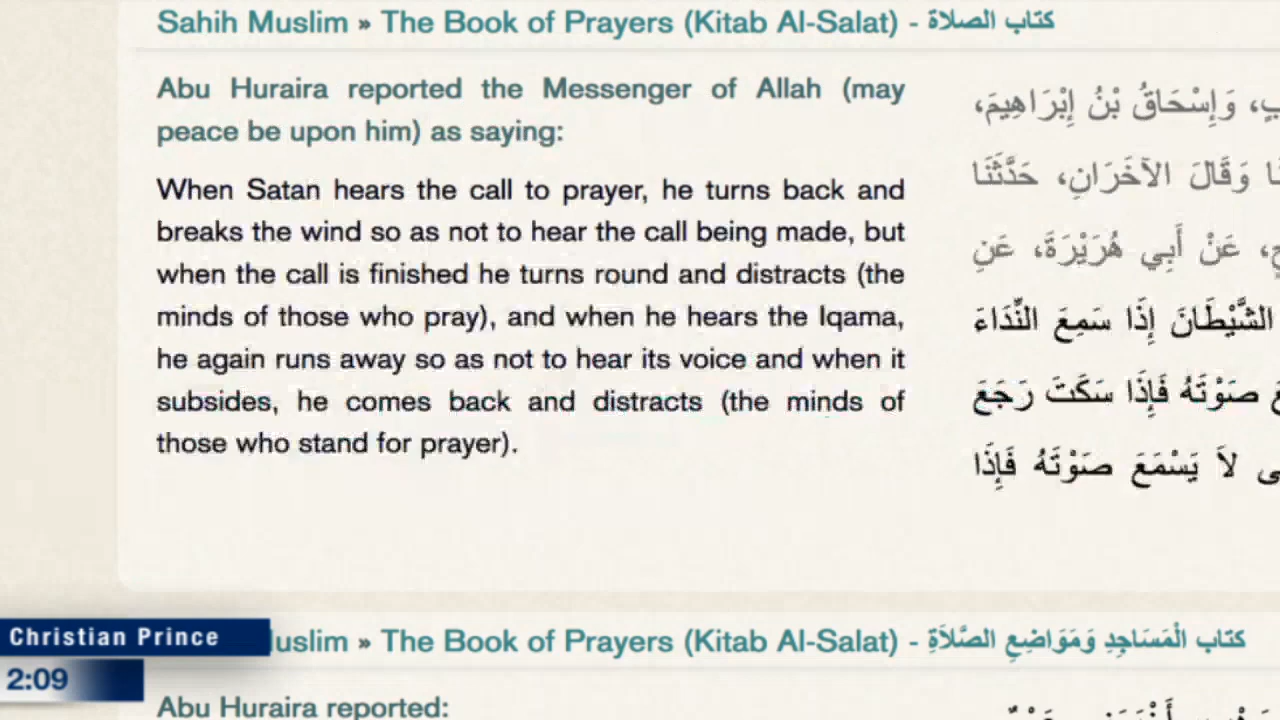 Sahih Muslim » The Book of Prayers (Kitab Al-Salat) - كتاب الصلاة
Abu Huraira reported the Messenger of Allah (may
peace be upon him) as saying:
When Satan hears the call to prayer, he turns back and
breaks the wind so as not to hear the call being made, but
when the call is finished he turns round and distracts (the
minds of those who pray), and when he hears the Iqama,
he again runs away so as not to hear its voice and when it
subsides, he comes back and distracts (the minds of
those who stand for prayer).
وَإِسْحَاقُ بْنُ إِبْرَاهِيمَ،
وَقَالَ الآخَرَانِ، حَدَّثَنَا
عَنْ أَبِي هُرَيْرَةَ، عَنِ
الشَّيْطَانَ إِذَا سَمِعَ النِّدَاءَ
صَوْتَهُ فَإِذَا سَكَتَ رَجَعَ
لاَ يَسْمَعَ صَوْتَهُ فَإِذَا
Christian Prince
2:09
uslim » The Book of Prayers (Kitab Al-Salat) - كتاب الْمَسَاجِدِ وَمَوَاضِعِ الصَّلاَةِ
Abu Huraira reported: